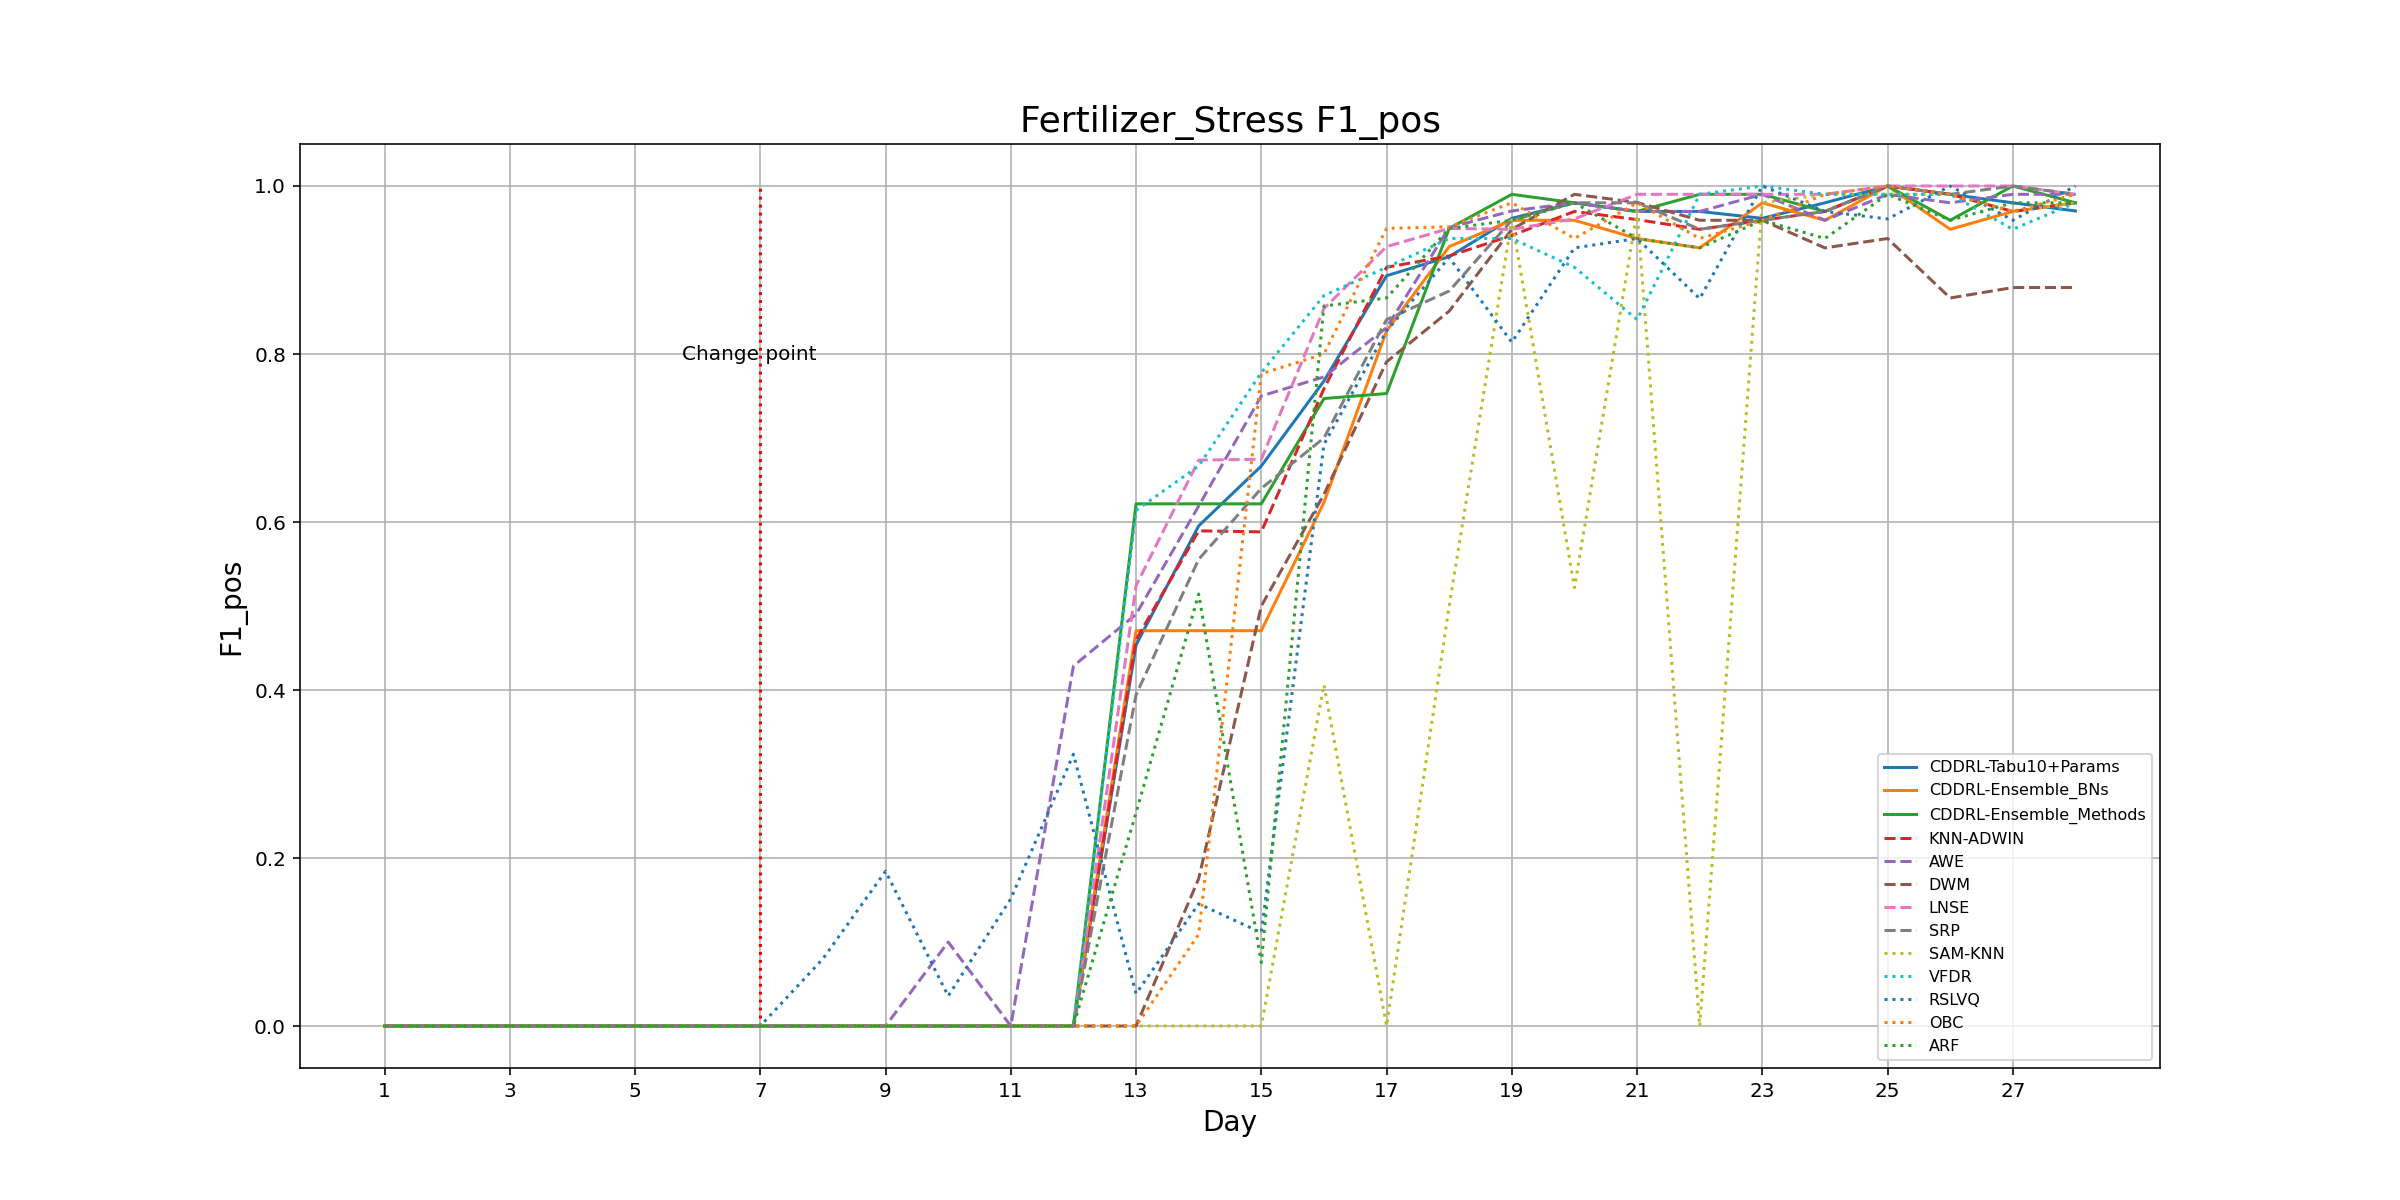 Fertilizer_Stress F1_pos
1.0
0.8
0.6
0.4
0.2
0.0
F1_pos
Change point
CDDRL-Tabu10+Params
CDDRL-Ensemble_BNs
CDDRL-Ensemble_Methods
KNN-ADWIN
AWE
DWM
LNSE
SRP
SAM-KNN
VFDR
RSLVQ
OBC
ARF
1 3 5 7 9 11 13 15 17 19 21 23 25 27
Day